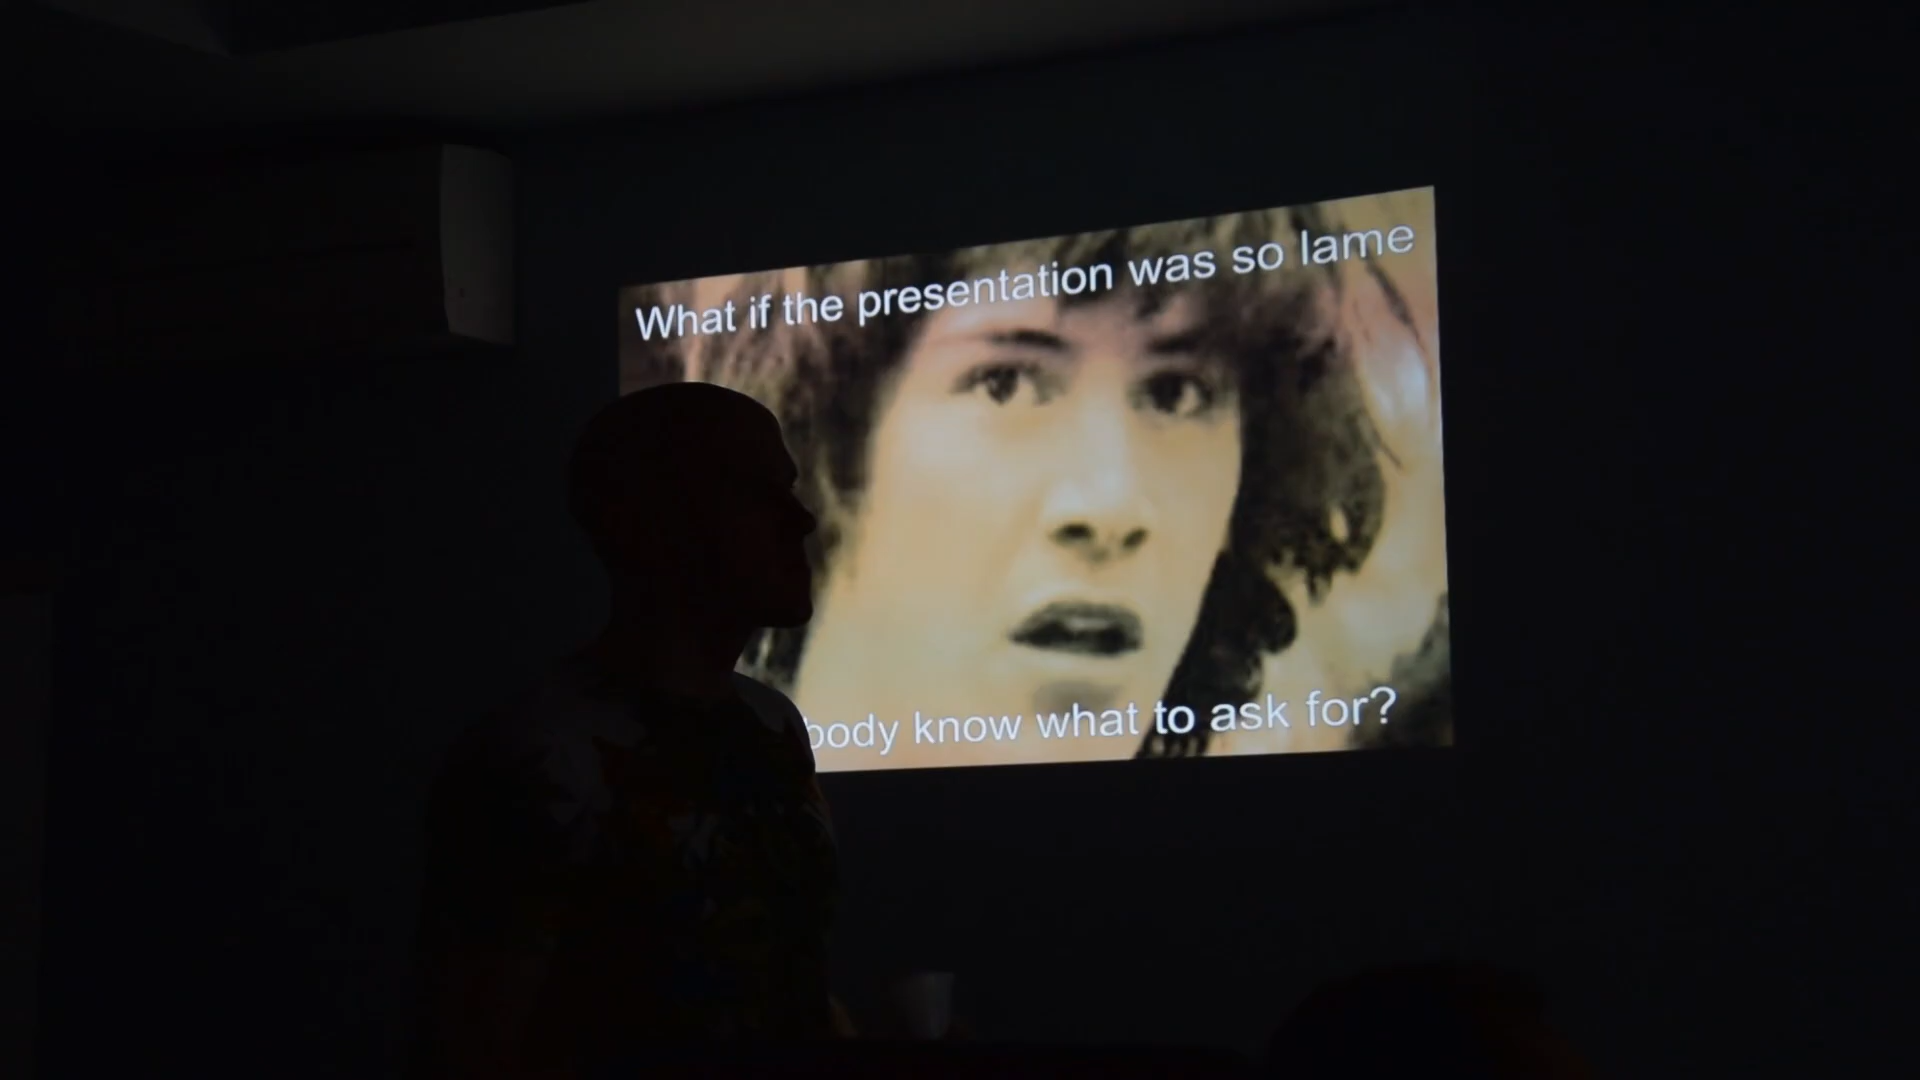 What if the presentation was so lame
body know what to ask for?